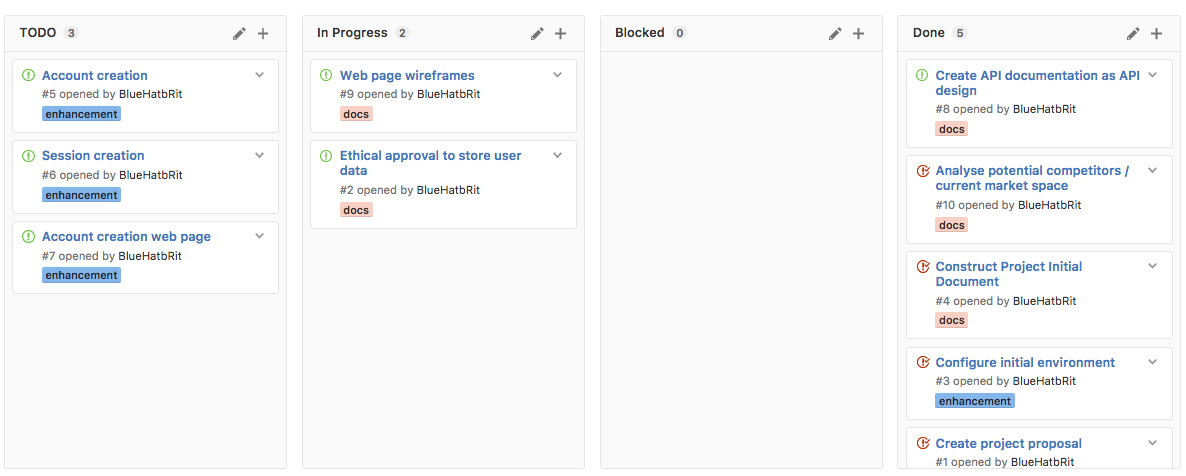 TODO 3
Account creation
#5 opened by BlueHatbRit
enhancement
Session creation
#6 opened by BlueHatbRit
enhancement
Account creation web page
#7 opened by BlueHatbRit
enhancement
In Progress 2
Web page wireframes
#9 opened by BlueHatbRit
docs
Ethical approval to store user
data
#2 opened by BlueHatbRit
docs
Blocked 0
Done 5
Create API documentation as API
design
#8 opened by BlueHatbRit
docs
Analyse potential competitors /
current market space
#10 opened by BlueHatbRit
docs
Construct Project Initial
Document
#4 opened by BlueHatbRit
docs
Configure initial environment
#3 opened by BlueHatbRit
enhancement
Create project proposal
#1 opened by BlueHatbRit